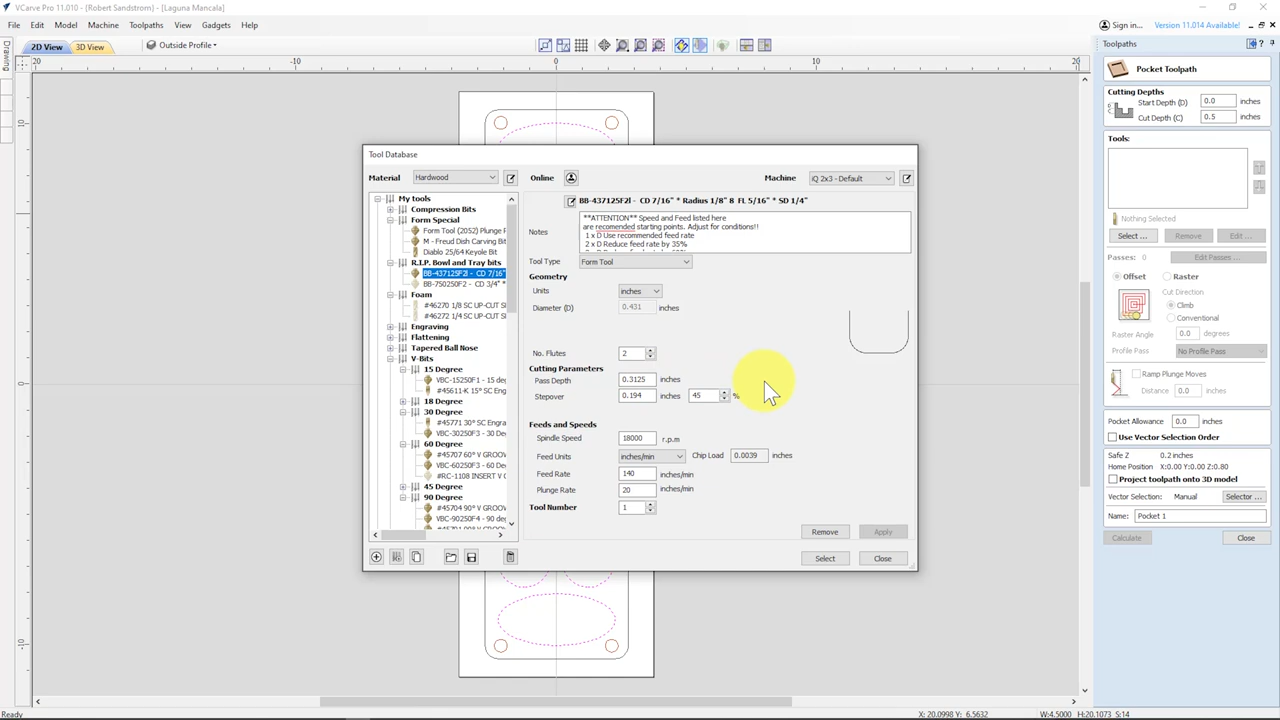 VCarve Pro 11.010 - {Robert Sandstrom} - [Laguna Mancala]
File Edit Model Machine Toolpaths View Gadgets Help
Sign in... Version 11.014 Available!
2D View 3D View Outside Profile
Drawing
20 -10 0 10 20
10
0
-10
Toolpaths
Pocket Toolpath
Cutting Depths
Start Depth (D) 0.0 inches
Cut Depth (C) 0.5 inches
Tools:
Nothing Selected
Select ... Remove Edit ...
Passes: 0 Edit Passes ...
Offset Raster
Cut Direction
Climb
Conventional
Raster Angle 0.0 degrees
Profile Pass No Profile Pass
Ramp Plunge Moves
Distance 0.0 inches
Pocket Allowance 0.0 inches
Use Vector Selection Order
Safe Z 0.2 inches
Home Position X:0.00 Y:0.00 Z:0.80
Project toolpath onto 3D model
Vector Selection: Manual Selector ...
Name: Pocket 1
Calculate Close
Tool Database
Material Hardwood
Online
Machine iQ 2x3 - Default
My tools
Compression Bits
Form Special
Form Tool (2052) Plunge R
M - Freud Dish Carving Bit
Diablo 25/64 Keyole Bit
R.I.P. Bowl and Tray bits
BB-437125F2I - CD 7/16"
BB-750250F2 - CD 3/4" *
Foam
#46270 1/8 SC UP-CUT SI
#46272 1/4 SC UP-CUT SI
Engraving
Flattening
Tapered Ball Nose
V-Bits
15 Degree
VBC-15250F1 - 15 deg
#45611-K 15° SC Engra
18 Degree
30 Degree
#45771 30° SC Engra
VBC-30250F3 - 30 De
60 Degree
#45707 60° V GROOV
VBC-60250F3 - 60 De
#RC-1108 INSERT V G
45 Degree
90 Degree
#45704 90° V GROOV
VBC-90250F4 - 90 de
BB-437125F2I - CD 7/16" * Radius 1/8" 8 FL 5/16" * SD 1/4"
Notes
**ATTENTION** Speed and Feed listed here
are recomended starting points. Adjust for conditions!!
1 x D Use recommended feed rate
2 x D Reduce feed rate by 35%
Tool Type Form Tool
Geometry
Units inches
Diameter (D) 0.431 inches
No. Flutes 2
Cutting Parameters
Pass Depth 0.3125 inches
Stepover 0.194 inches 45 %
Feeds and Speeds
Spindle Speed 18000 r.p.m
Feed Units inches/min Chip Load 0.0039 inches
Feed Rate 140 inches/min
Plunge Rate 20 inches/min
Tool Number 1
Remove Apply
Select Close
Ready
X: 20.0998 Y: 6.5632 W:4.5000 H:20.1073 S:14